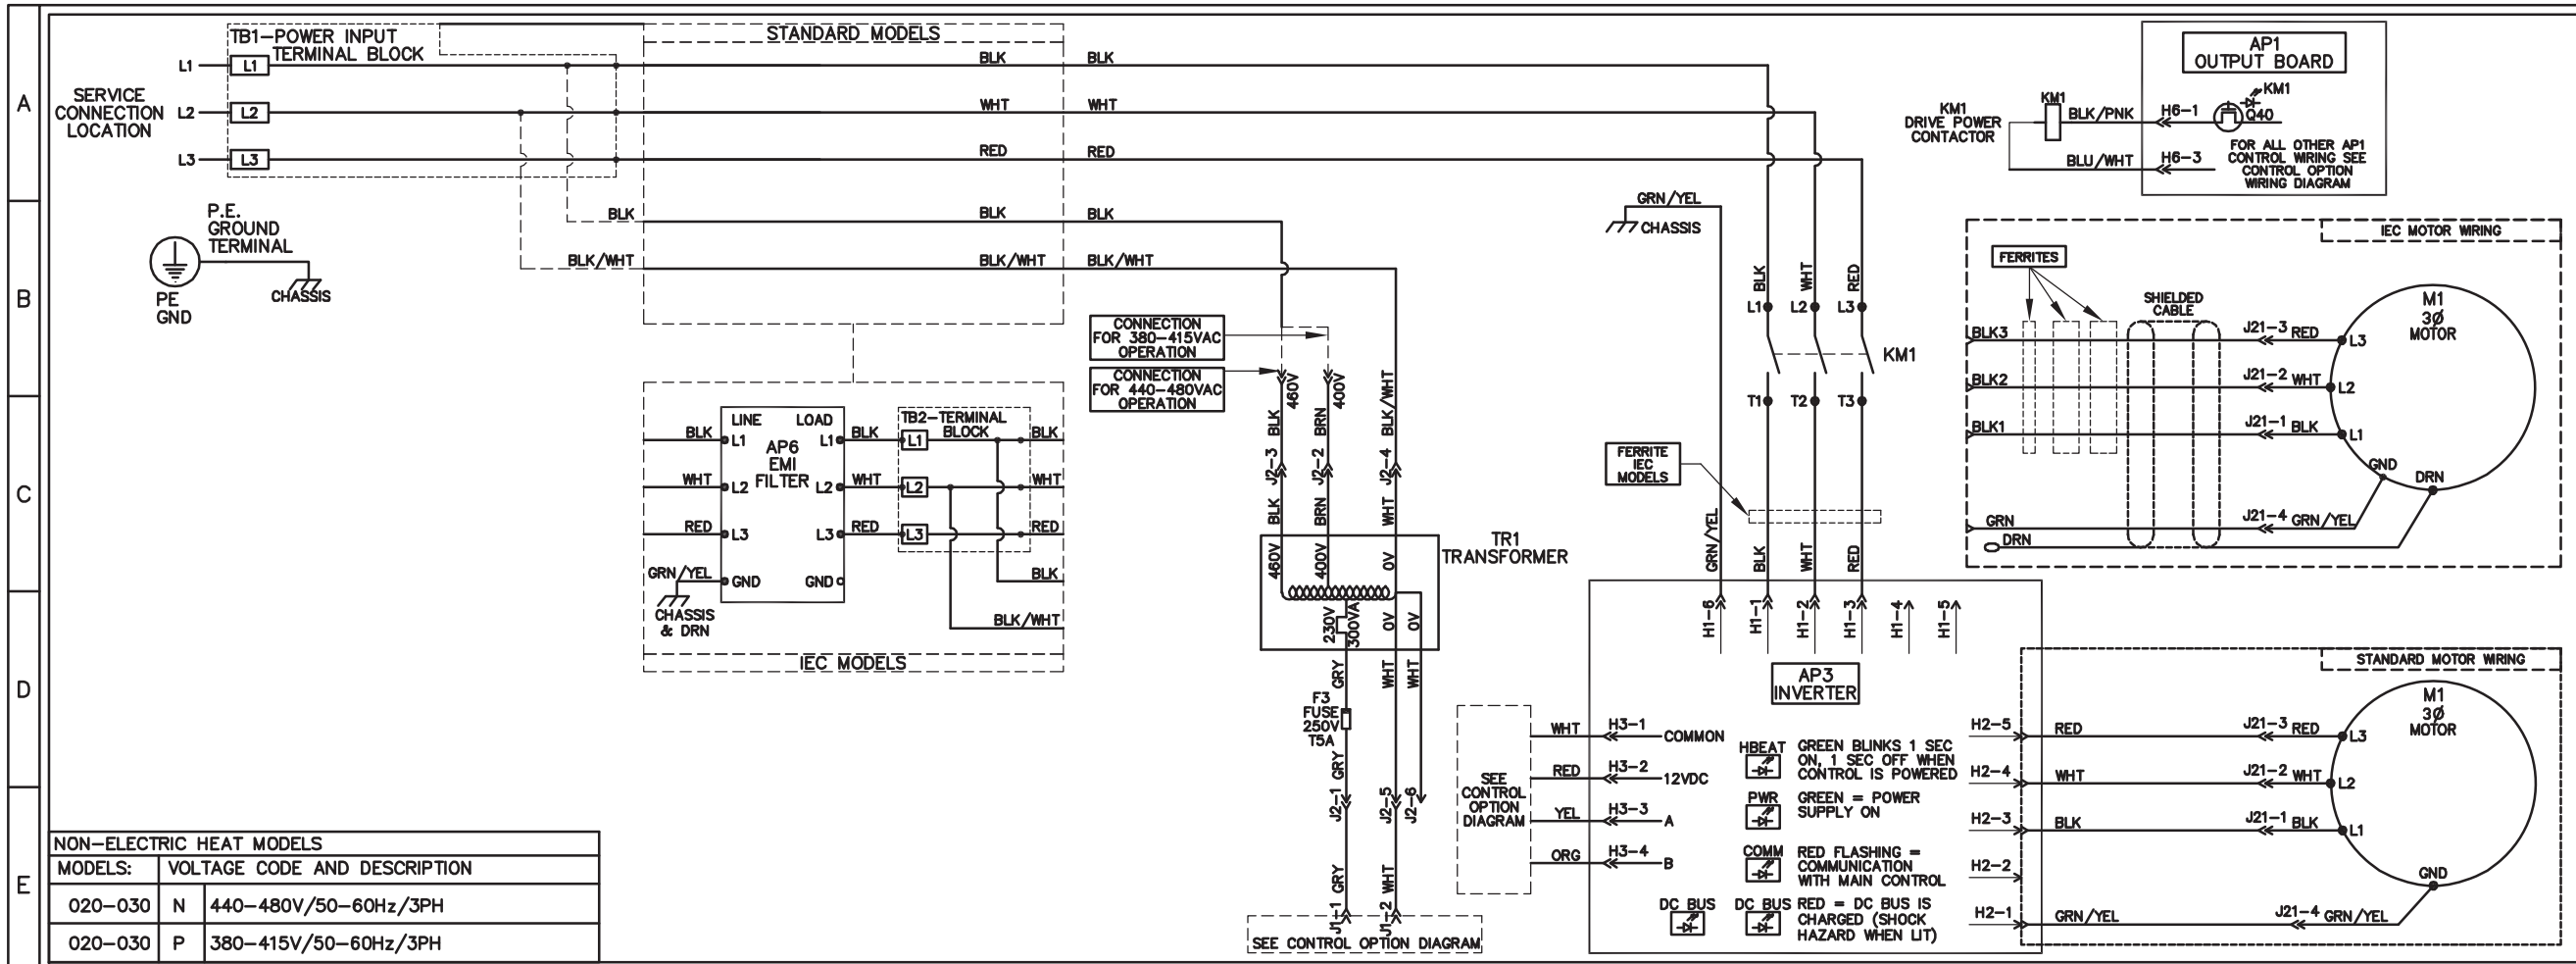 A
B
C
D
E
TB1-POWER INPUT
TERMINAL BLOCK
L1
L1
SERVICE
CONNECTION
LOCATION
L2
L2
L3
L3
P.E.
GROUND
TERMINAL
PE
GND
CHASSIS
STANDARD MODELS
BLK
BLK
WHT
WHT
RED
RED
BLK
BLK
BLK
BLK/WHT
BLK/WHT
BLK/WHT
LINE
LOAD
AP6
EMI
FILTER
BLK
L1
L1
BLK
WHT
L2
L2
WHT
RED
L3
L3
RED
GRN/YEL
GND
GND
CHASSIS
& DRN
TB2-TERMINAL
BLOCK
L1
BLK
L2
WHT
L3
RED
BLK
BLK/WHT
IEC MODELS
CONNECTION
FOR 380-415VAC
OPERATION
CONNECTION
FOR 440-480VAC
OPERATION
460V
400V
BLK
BRN
BLK/WHT
J2-3
J2-2
J2-4
BLK
BRN
WHT
TR1
TRANSFORMER
460V
400V
0V
230V
300VA
0V
0V
GRY
WHT
WHT
F3
FUSE
250V
T5A
GRY
J2-1
J2-5
J2-6
GRY
WHT
J1-1
J1-2
SEE CONTROL OPTION DIAGRAM
GRN/YEL
CHASSIS
BLK
WHT
RED
L1
L2
L3
KM1
T1
T2
T3
FERRITE
IEC
MODELS
GRN/YEL
BLK
WHT
RED
H1-6
H1-1
H1-2
H1-3
H1-4
H1-5
AP3
INVERTER
SEE
CONTROL
OPTION
DIAGRAM
WHT
H3-1
COMMON
RED
H3-2
12VDC
YEL
H3-3
A
ORG
H3-4
B
HBEAT
GREEN BLINKS 1 SEC
ON, 1 SEC OFF WHEN
CONTROL IS POWERED
PWR
GREEN = POWER
SUPPLY ON
COMM
RED FLASHING =
COMMUNICATION
WITH MAIN CONTROL
DC BUS
DC BUS
RED = DC BUS IS
CHARGED (SHOCK
HAZARD WHEN LIT)
H2-5
H2-4
H2-3
H2-2
H2-1
AP1
OUTPUT BOARD
KM1
DRIVE POWER
CONTACTOR
KM1
BLK/PNK
H6-1
KM1
Q40
BLU/WHT
H6-3
FOR ALL OTHER AP1
CONTROL WIRING SEE
CONTROL OPTION
WIRING DIAGRAM
IEC MOTOR WIRING
FERRITES
SHIELDED
CABLE
M1
3Ø
MOTOR
BLK3
J21-3
RED
L3
BLK2
J21-2
WHT
L2
BLK1
J21-1
BLK
L1
GND
DRN
GRN
J21-4
GRN/YEL
DRN
STANDARD MOTOR WIRING
M1
3Ø
MOTOR
RED
J21-3
RED
L3
WHT
J21-2
WHT
L2
BLK
J21-1
BLK
L1
GND
GRN/YEL
J21-4
GRN/YEL
NON-ELECTRIC HEAT MODELS
MODELS:
VOLTAGE CODE AND DESCRIPTION
020-030
N
440-480V/50-60Hz/3PH
020-030
P
380-415V/50-60Hz/3PH